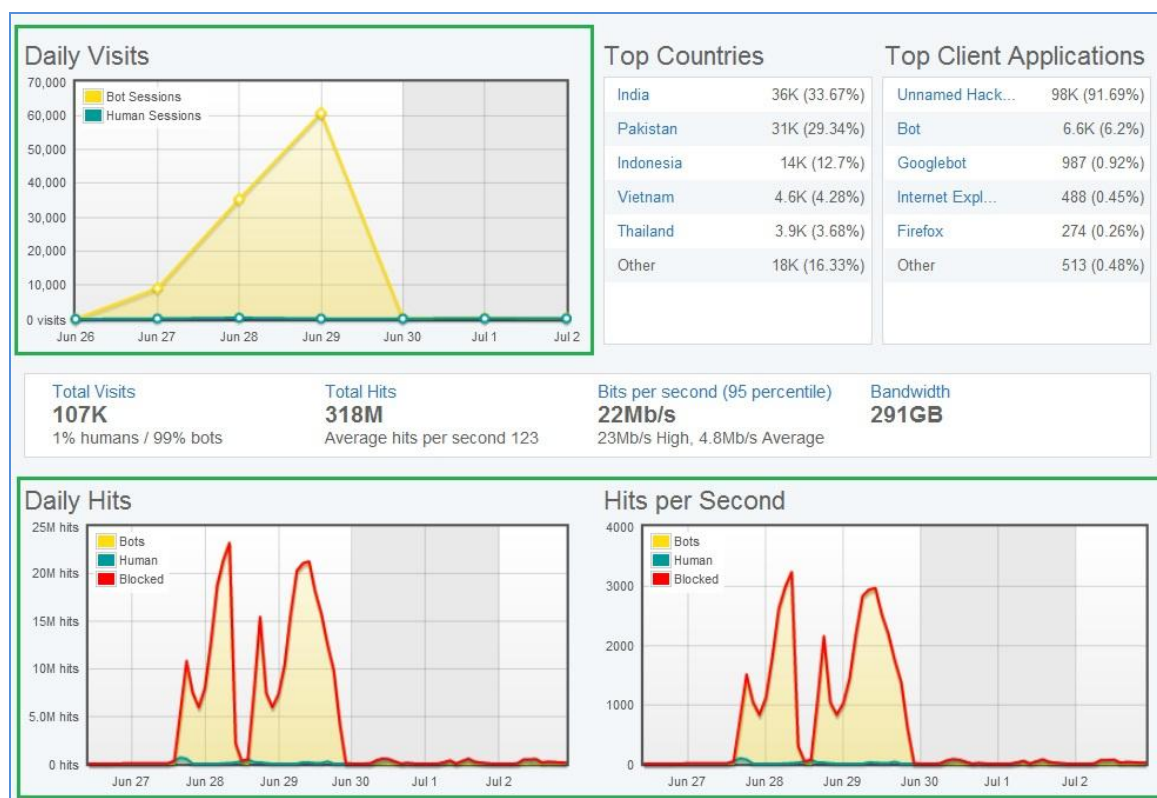 Daily Visits
70,000
60,000
50,000
40,000
30,000
20,000
10,000
0 visits
Bot Sessions
Human Sessions
Jun 26 Jun 27 Jun 28 Jun 29 Jun 30 Jul 1 Jul 2
Top Countries
India 36K (33.67%)
Pakistan 31K (29.34%)
Indonesia 14K (12.7%)
Vietnam 4.6K (4.28%)
Thailand 3.9K (3.68%)
Other 18K (16.33%)
Top Client Applications
Unnamed Hack... 98K (91.69%)
Bot 6.6K (6.2%)
Googlebot 987 (0.92%)
Internet Expl... 488 (0.45%)
Firefox 274 (0.26%)
Other 513 (0.48%)
Total Visits
107K
1% humans / 99% bots
Total Hits
318M
Average hits per second 123
Bits per second (95 percentile)
22Mb/s
23Mb/s High, 4.8Mb/s Average
Bandwidth
291GB
Daily Hits
25M hits
20M hits
15M hits
10M hits
5.0M hits
0 hits
Bots
Human
Blocked
Jun 27 Jun 28 Jun 29 Jun 30 Jul 1 Jul 2
Hits per Second
4000
3000
2000
1000
0
Bots
Human
Blocked
Jun 27 Jun 28 Jun 29 Jun 30 Jul 1 Jul 2